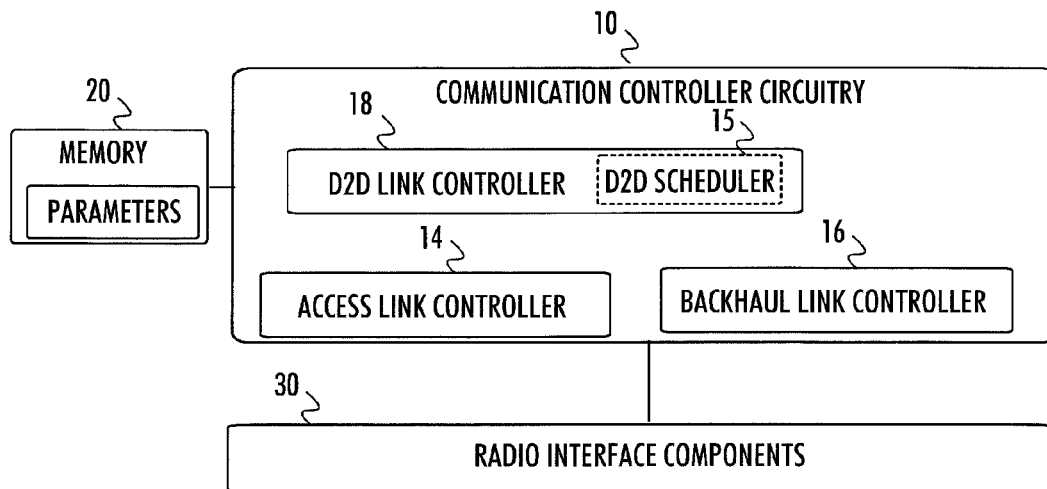 10
20
COMMUNICATION CONTROLLER CIRCUITRY
18
15
MEMORY
D2D LINK CONTROLLER
D2D SCHEDULER
PARAMETERS
14
16
ACCESS LINK CONTROLLER
BACKHAUL LINK CONTROLLER
30
RADIO INTERFACE COMPONENTS